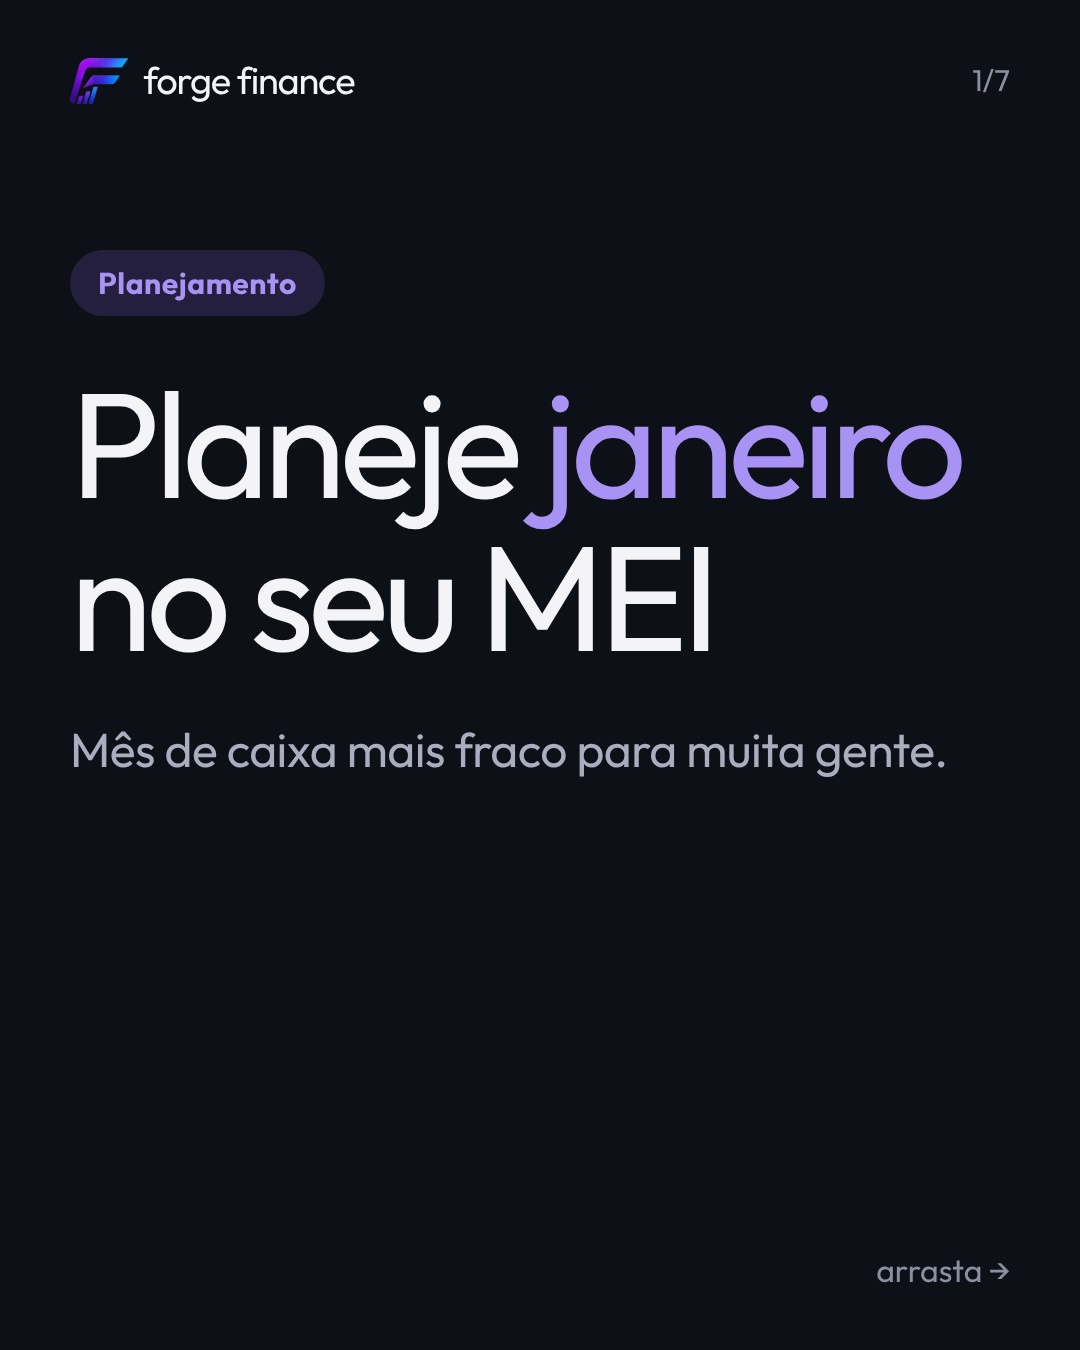 forge finance
1/7
Planejamento
Planeje janeiro
no seu MEI
Mês de caixa mais fraco para muita gente.
arrasta →